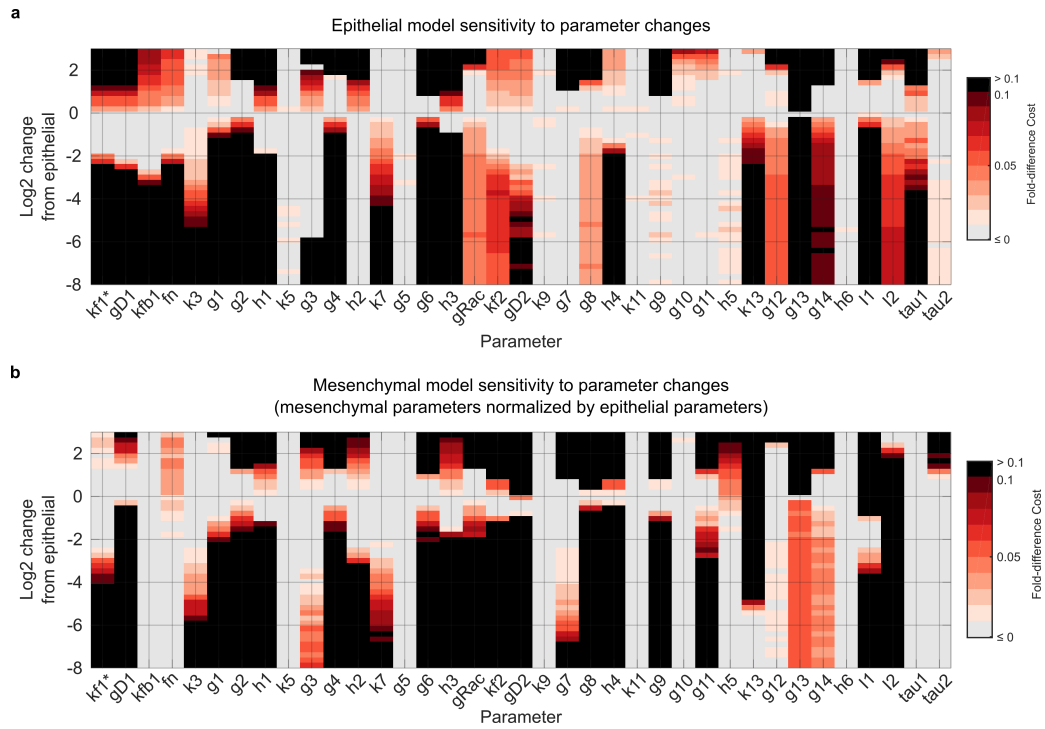 a
Epithelial model sensitivity to parameter changes
Log2 change
from epithelial
2
0
-2
-4
-6
-8
kf1* gD1 kfb1 fn k3 g1 g2 h1 k5 g3 g4 h2 k7 g5 g6 h3 gRac kf2 gD2 k9 g7 g8 h4 k11 g9 g10 g11 h5 k13 g12 g13 g14 h6 I1 I2 tau1 tau2
Parameter
> 0.1
0.1
0.05
≤ 0
Fold-difference Cost
b
Mesenchymal model sensitivity to parameter changes
(mesenchymal parameters normalized by epithelial parameters)
Log2 change
from epithelial
2
0
-2
-4
-6
-8
kf1* gD1 kfb1 fn k3 g1 g2 h1 k5 g3 g4 h2 k7 g5 g6 h3 gRac kf2 gD2 k9 g7 g8 h4 k11 g9 g10 g11 h5 k13 g12 g13 g14 h6 I1 I2 tau1 tau2
Parameter
> 0.1
0.1
0.05
≤ 0
Fold-difference Cost